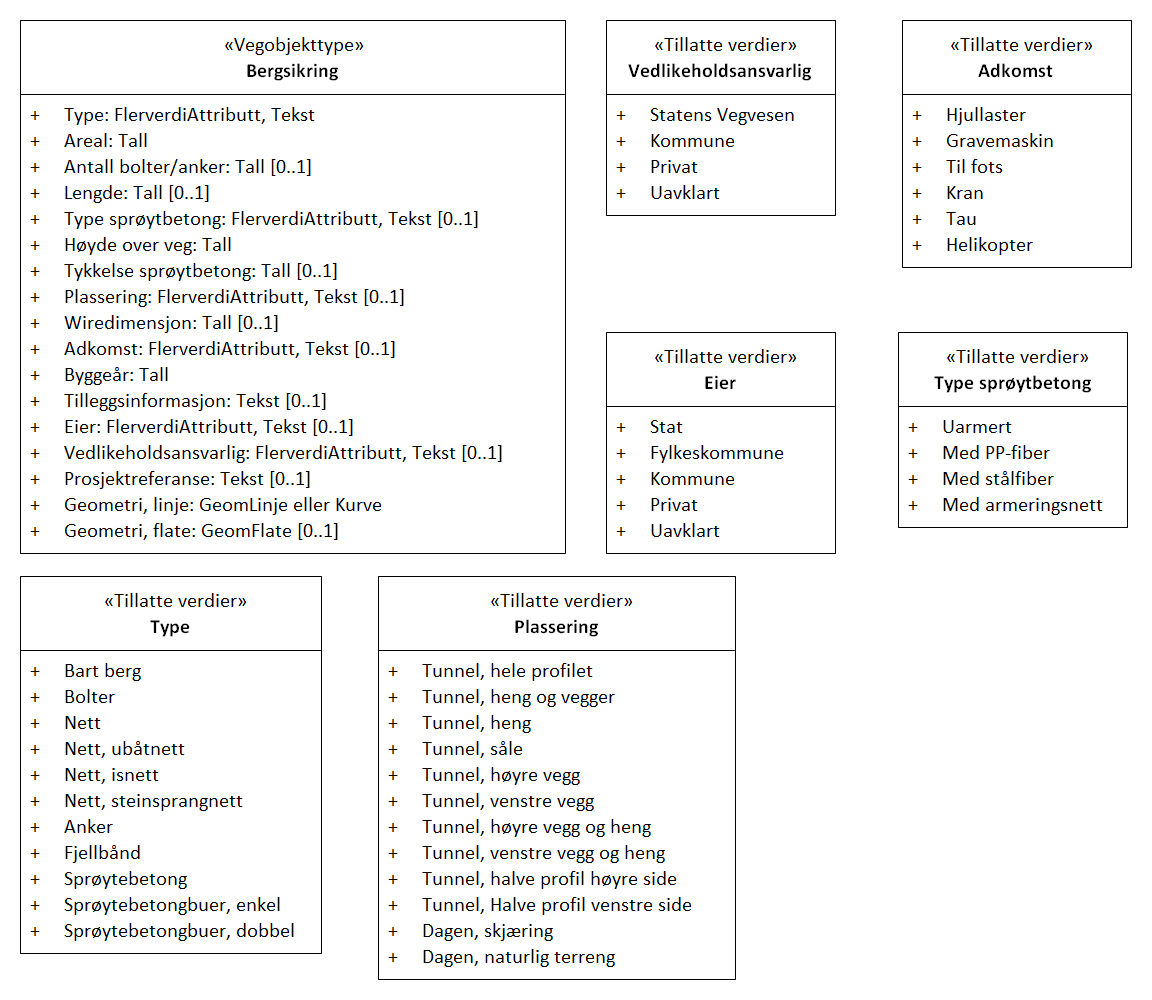 «Vegobjekttype»
Bergsikring
+ Type: FlerverdiAttributt, Tekst
+ Areal: Tall
+ Antall bolter/anker: Tall [0..1]
+ Lengde: Tall [0..1]
+ Type sprøytbetong: FlerverdiAttributt, Tekst [0..1]
+ Høyde over veg: Tall
+ Tykkelse sprøytbetong: Tall [0..1]
+ Plassering: FlerverdiAttributt, Tekst [0..1]
+ Wiredimensjon: Tall [0..1]
+ Adkomst: FlerverdiAttributt, Tekst [0..1]
+ Byggeår: Tall
+ Tilleggsinformasjon: Tekst [0..1]
+ Eier: FlerverdiAttributt, Tekst [0..1]
+ Vedlikeholdsansvarlig: FlerverdiAttributt, Tekst [0..1]
+ Prosjektreferanse: Tekst [0..1]
+ Geometri, linje: GeomLinje eller Kurve
+ Geometri, flate: GeomFlate [0..1]
«Tillatte verdier»
Vedlikeholdsansvarlig
+ Statens Vegvesen
+ Kommune
+ Privat
+ Uavklart
«Tillatte verdier»
Adkomst
+ Hjullaster
+ Gravemaskin
+ Til fots
+ Kran
+ Tau
+ Helikopter
«Tillatte verdier»
Eier
+ Stat
+ Fylkeskommune
+ Kommune
+ Privat
+ Uavklart
«Tillatte verdier»
Type sprøytbetong
+ Uarmert
+ Med PP-fiber
+ Med stålfiber
+ Med armeringsnett
«Tillatte verdier»
Type
+ Bart berg
+ Bolter
+ Nett
+ Nett, ubåtnett
+ Nett, isnett
+ Nett, steinsprangnett
+ Anker
+ Fjellbånd
+ Sprøytebetong
+ Sprøytebetongbuer, enkel
+ Sprøytebetongbuer, dobbel
«Tillatte verdier»
Plassering
+ Tunnel, hele profilet
+ Tunnel, heng og vegger
+ Tunnel, heng
+ Tunnel, såle
+ Tunnel, høyre vegg
+ Tunnel, venstre vegg
+ Tunnel, høyre vegg og heng
+ Tunnel, venstre vegg og heng
+ Tunnel, halve profil høyre side
+ Tunnel, Halve profil venstre side
+ Dagen, skjæring
+ Dagen, naturlig terreng